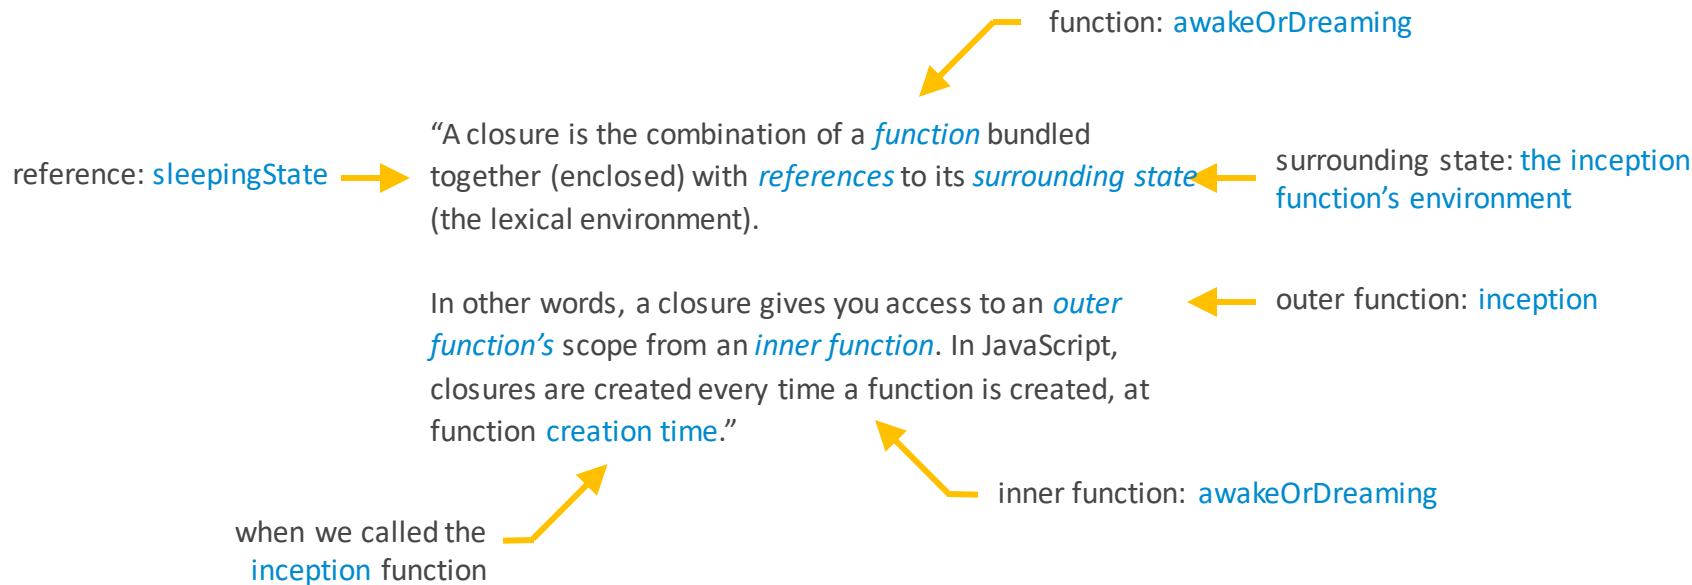 function: awakeOrDreaming
“A closure is the combination of a function bundled
together (enclosed) with references to its surrounding state
(the lexical environment).
reference: sleepingState
surrounding state: the inception
function’s environment
In other words, a closure gives you access to an outer
function’s scope from an inner function. In JavaScript,
closures are created every time a function is created, at
function creation time.”
outer function: inception
inner function: awakeOrDreaming
when we called the
inception function